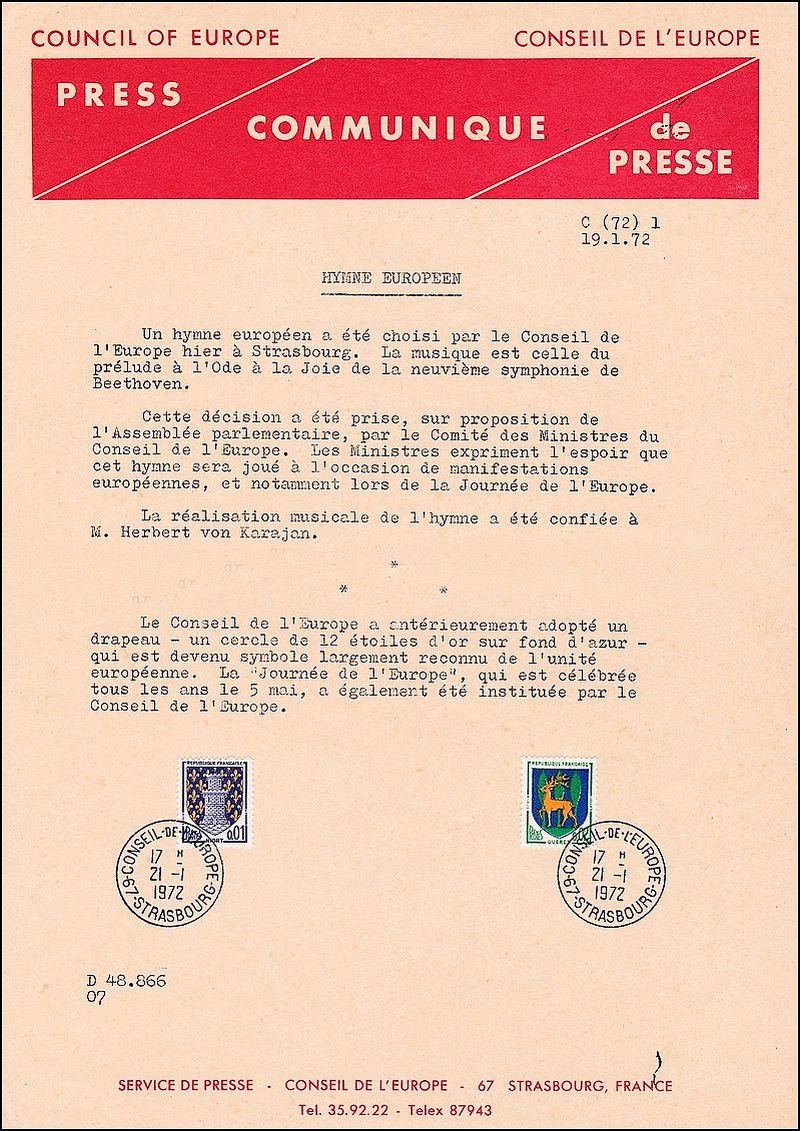 COUNCIL OF EUROPE CONSEIL DE L'EUROPE
PRESS
COMMUNIQUE
de
PRESSE
C (72) 1
19.1.72
HYMNE EUROPEEN
Un hymne européen a été choisi par le Conseil de
l'Europe hier à Strasbourg. La musique est celle du
prélude à l'Ode à la Joie de la neuvième symphonie de
Beethoven.
Cette décision a été prise, sur proposition de
l'Assemblée parlementaire, par le Comité des Ministres du
Conseil de l'Europe. Les Ministres expriment l'espoir que
cet hymne sera joué à l'occasion de manifestations
européennes, et notamment lors de la Journée de l'Europe.
La réalisation musicale de l'hymne a été confiée à
M. Herbert von Karajan.
*
* *
Le Conseil de l'Europe a antérieurement adopté un
drapeau - un cercle de 12 étoiles d'or sur fond d'azur -
qui est devenu symbole largement reconnu de l'unité
européenne. La "Journée de l'Europe", qui est célébrée
tous les ans le 5 mai, a également été instituée par le
Conseil de l'Europe.
REPUBLIQUE FRANÇAISE
0.01
CONSEIL-DE-L'EUROPE
17 H
21 -1
1972
67-STRASBOURG
REPUBLIQUE FRANÇAISE
Postes
GUERET
CONSEIL-DE-L'EUROPE
17 H
21 -1
1972
67-STRASBOURG
D 48.866
07
SERVICE DE PRESSE - CONSEIL DE L'EUROPE - 67 STRASBOURG, FRANCE
Tel. 35.92.22 - Telex 87943